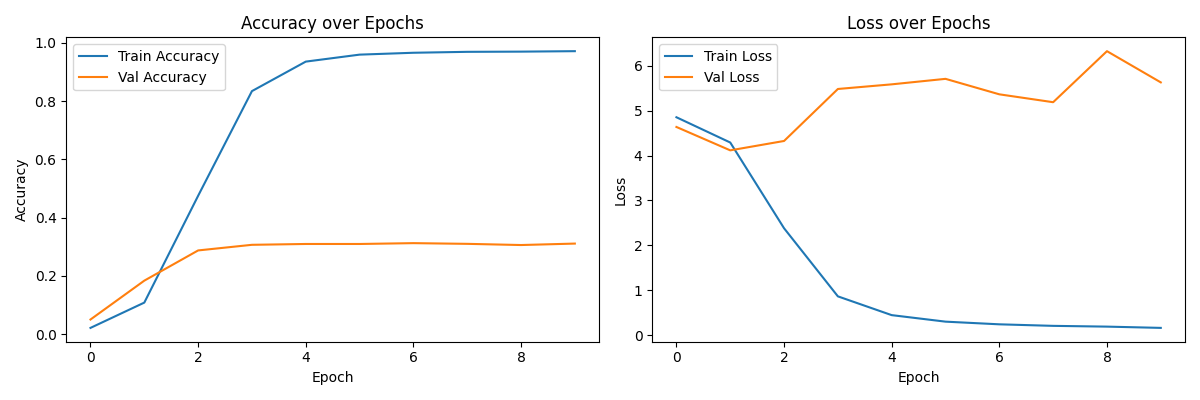 Accuracy over Epochs
Train Accuracy
Val Accuracy
1.0
0.8
0.6
0.4
0.2
0.0
Accuracy
0 2 4 6 8
Epoch
Loss over Epochs
Train Loss
Val Loss
6
5
4
3
2
1
0
Loss
0 2 4 6 8
Epoch